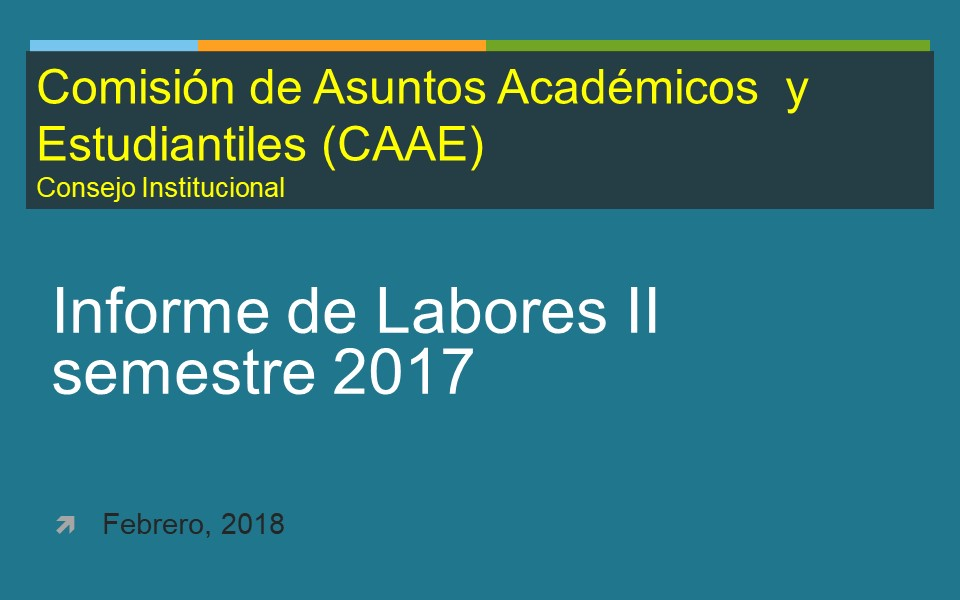 Comisión de Asuntos Académicos  y
Estudiantiles (CAAE)
Consejo Institucional
Informe de Labores II
semestre 2017
Febrero, 2018